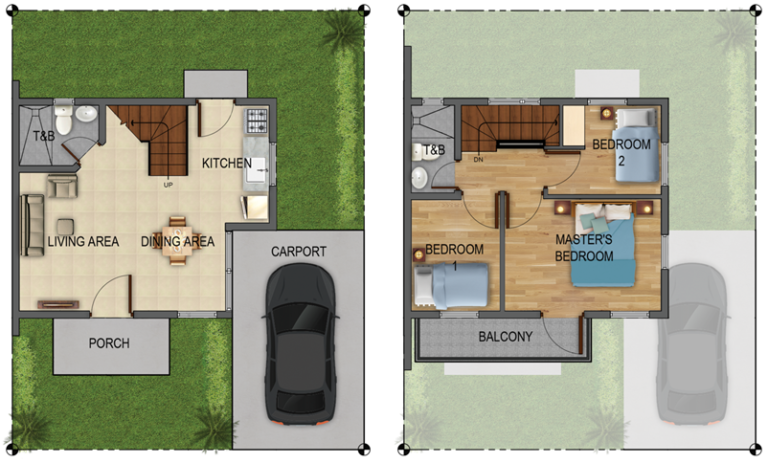 T&B
KITCHEN
UP
LIVING AREA
DINING AREA
CARPORT
PORCH
T&B
DN
BEDROOM
2
BEDROOM
1
MASTER'S
BEDROOM
BALCONY